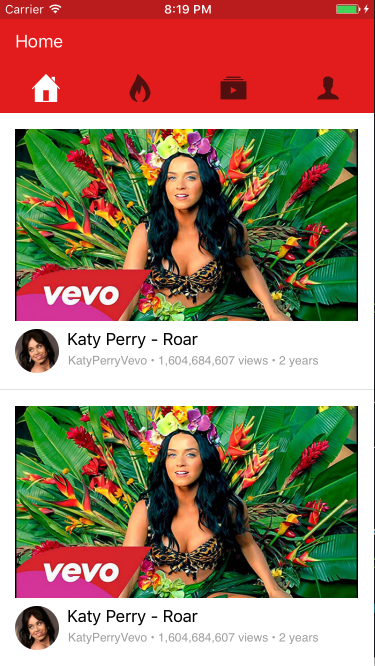 Carrier 8:19 PM
Home
vevo
Katy Perry - Roar
KatyPerryVevo • 1,604,684,607 views • 2 years
vevo
Katy Perry - Roar
KatyPerryVevo • 1,604,684,607 views • 2 years